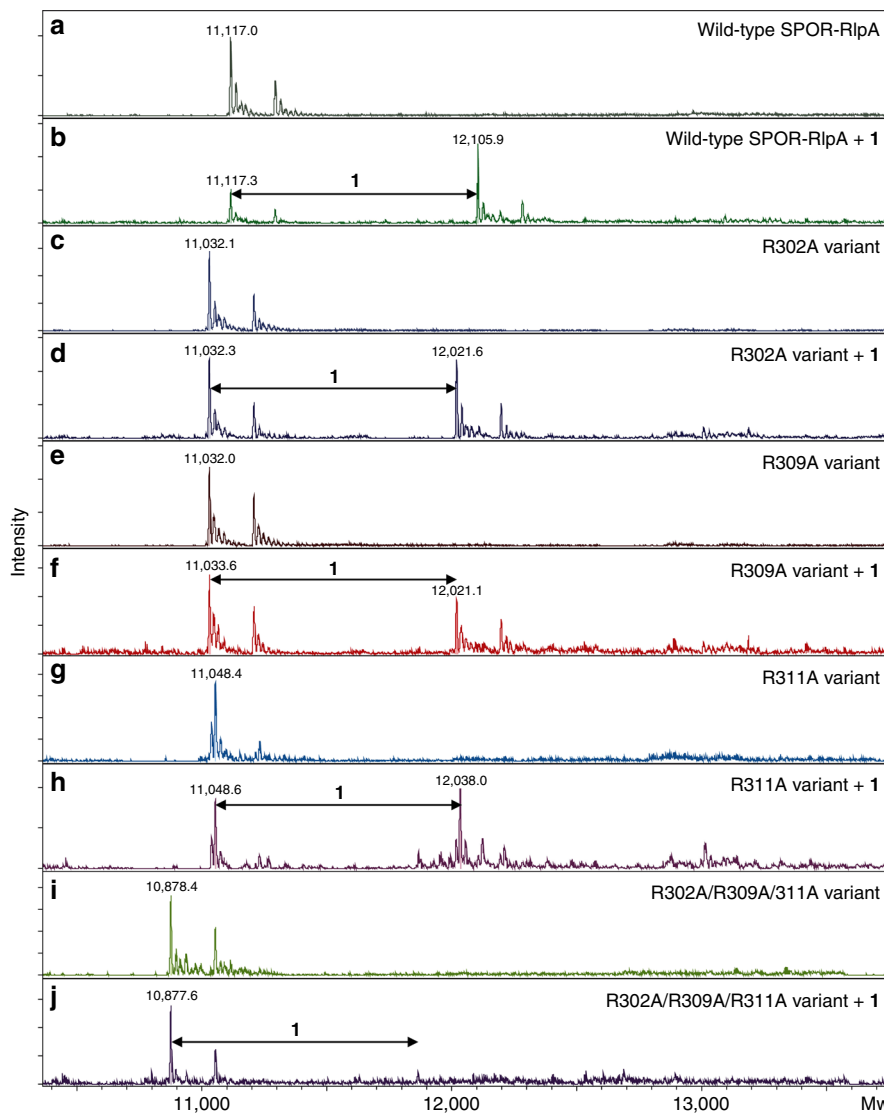 a
11,117.0
Wild-type SPOR-RlpA
b
12,105.9
Wild-type SPOR-RlpA + 1
11,117.3
1
c
11,032.1
R302A variant
d
11,032.3
12,021.6
R302A variant + 1
1
e
11,032.0
R309A variant
Intensity
f
11,033.6
1
12,021.1
R309A variant + 1
g
11,048.4
R311A variant
h
11,048.6
1
12,038.0
R311A variant + 1
i
10,878.4
R302A/R309A/311A variant
j
10,877.6
R302A/R309A/R311A variant + 1
1
11,000
12,000
13,000
Mw